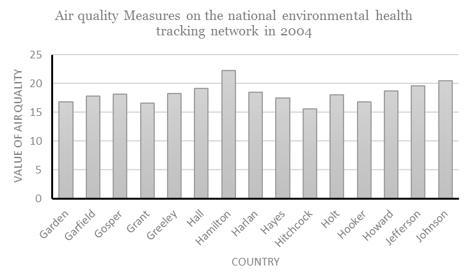 Air quality Measures on the national environmental health
tracking network in 2004
VALUE OF AIR QUALITY
25
20
15
10
5
0
Garden
Garfield
Gosper
Grant
Greeley
Hall
Hamilton
Harlan
Hayes
Hitchcock
Holt
Hooker
Howard
Jefferson
Johnson
COUNTRY